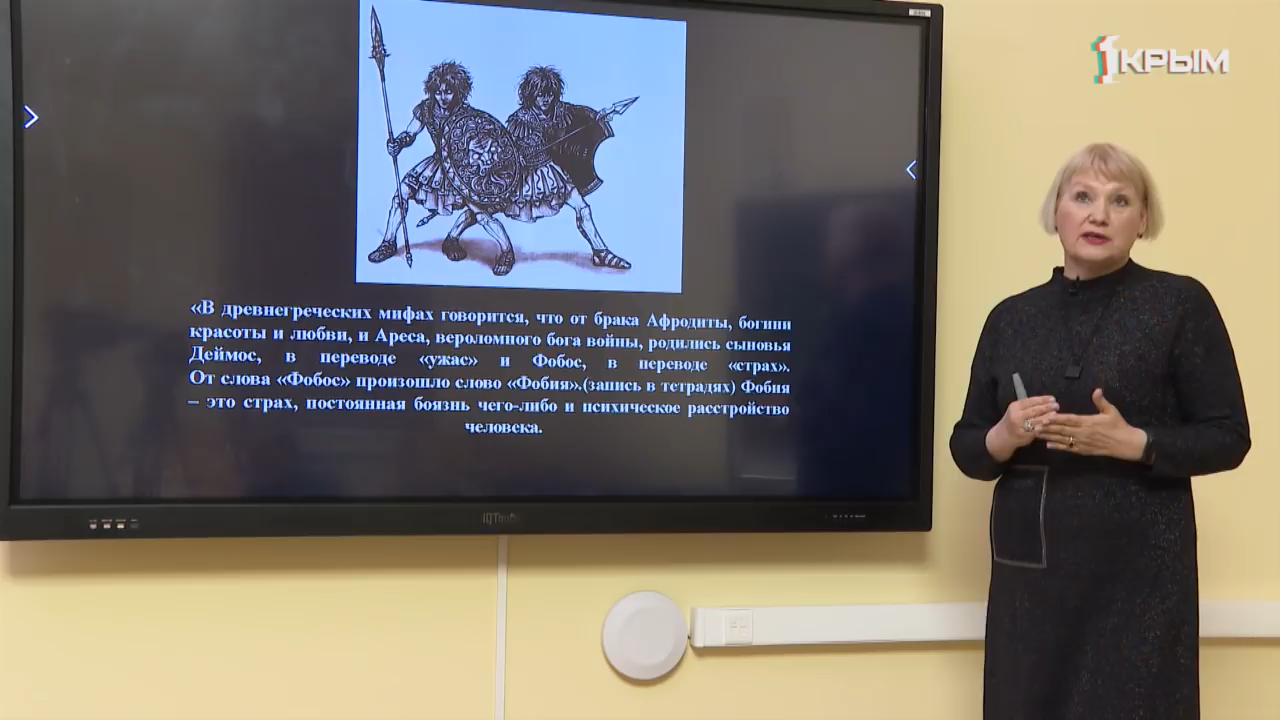 1КРЫМ
«В древнегреческих мифах говорится, что от брака Афродиты, богини
красоты и любви, и Ареса, вероломного бога войны, родились сыновья
Деймос, в переводе «ужас» и Фобос, в переводе «страх».
От слова «Фобос» произошло слово «Фобия».(запись в тетрадях) Фобия
– это страх, постоянная боязнь чего-либо и психическое расстройство
человека.